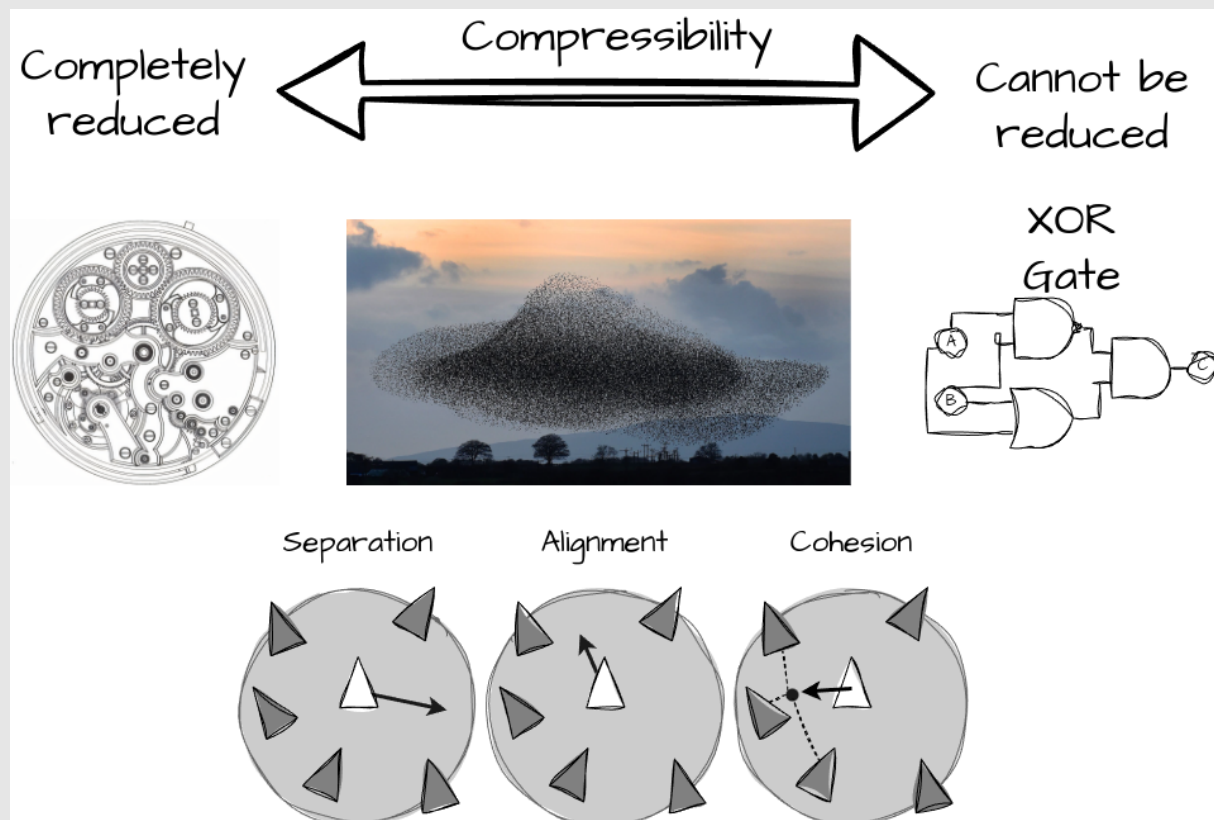 Compressibility
Completely
reduced
Cannot be
reduced
XOR
Gate
A
B
C
Separation
Alignment
Cohesion